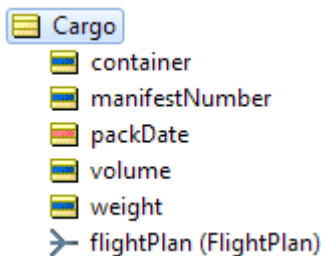 Cargo
container
manifestNumber
packDate
volume
weight
flightPlan (FlightPlan)